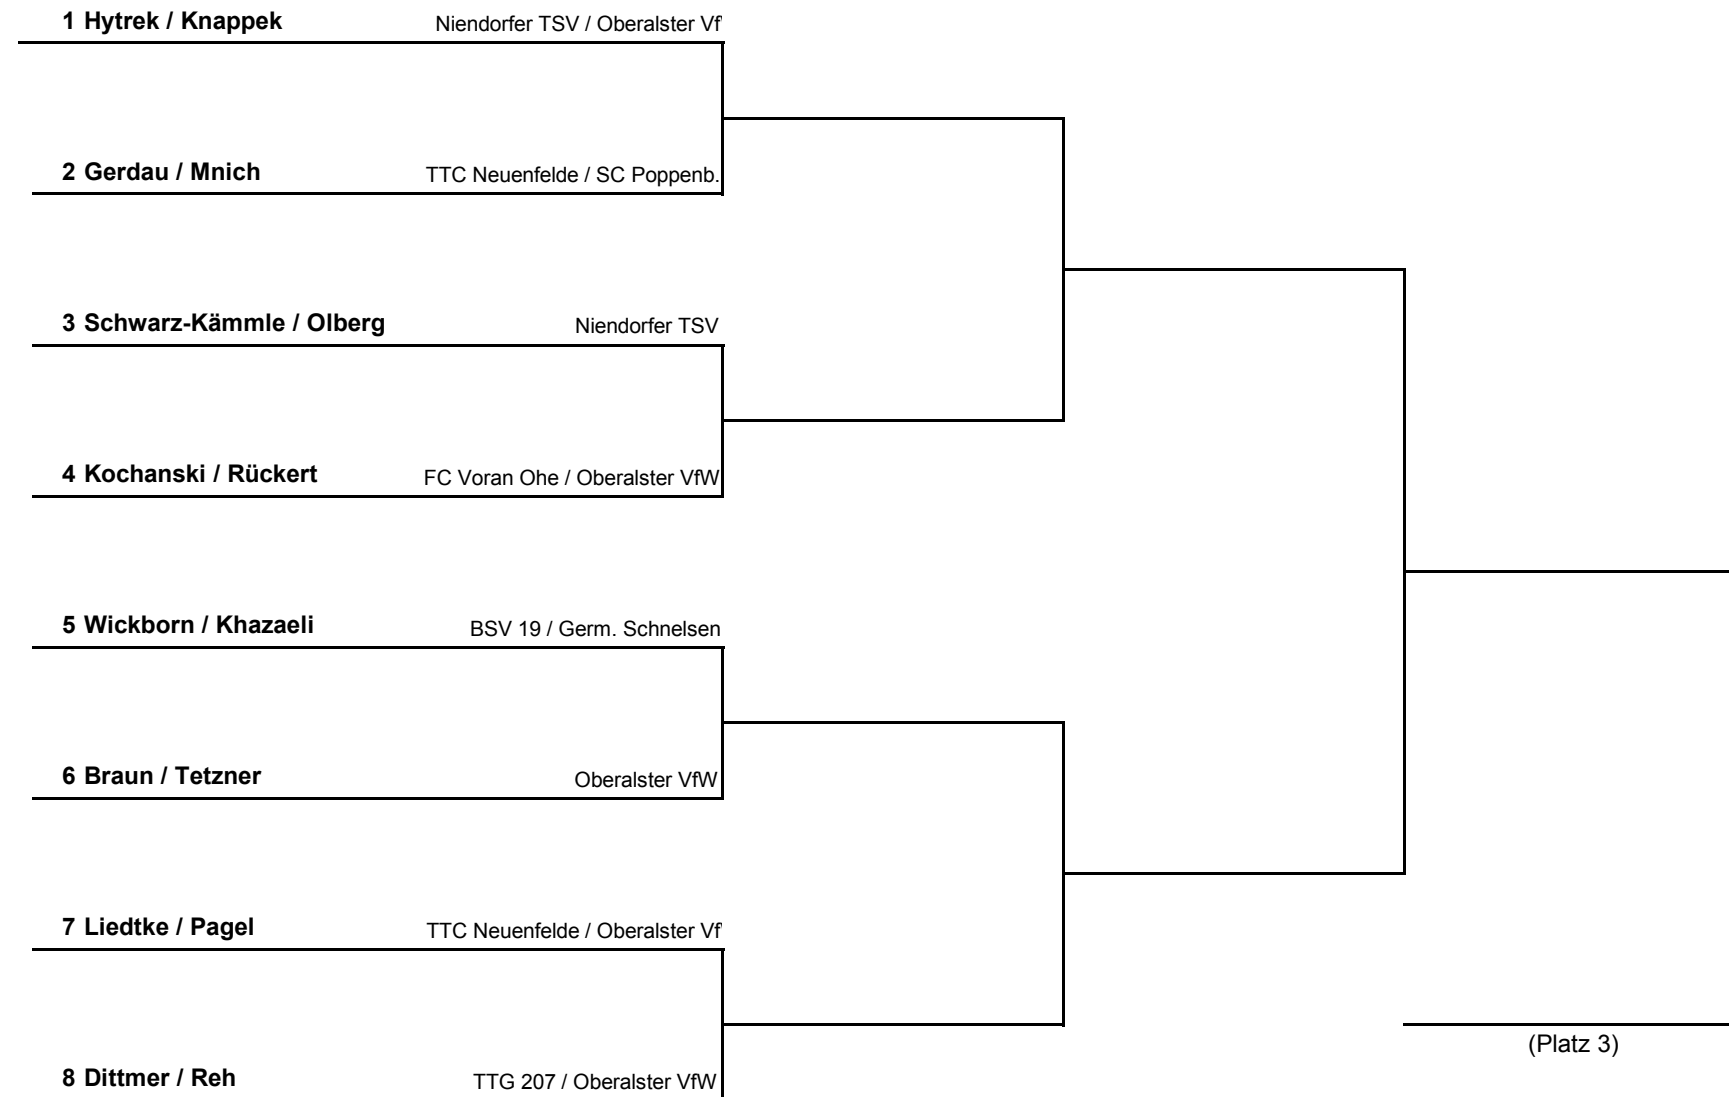 1 Hytrek / Knappek Niendorfer TSV / Oberalster Vf
2 Gerdau / Mnich TTC Neuenfelde / SC Poppenb.
3 Schwarz-Kämmle / Olberg Niendorfer TSV
4 Kochanski / Rückert FC Voran Ohe / Oberalster VfW
5 Wickborn / Khazaeli BSV 19 / Germ. Schnelsen
6 Braun / Tetzner Oberalster VfW
7 Liedtke / Pagel TTC Neuenfelde / Oberalster Vf
(Platz 3)
8 Dittmer / Reh TTG 207 / Oberalster VfW